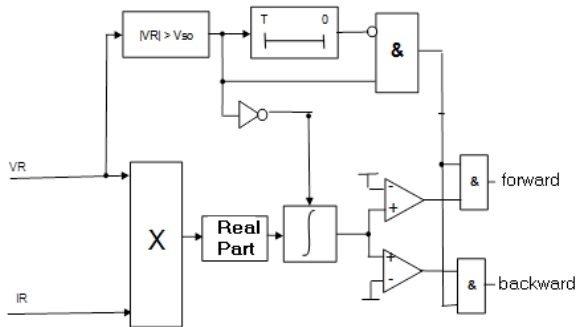 |VR| > Vso
T 0
&
VR
X
Real
Part
∫
-
+
&
forward
+
-
&
backward
IR